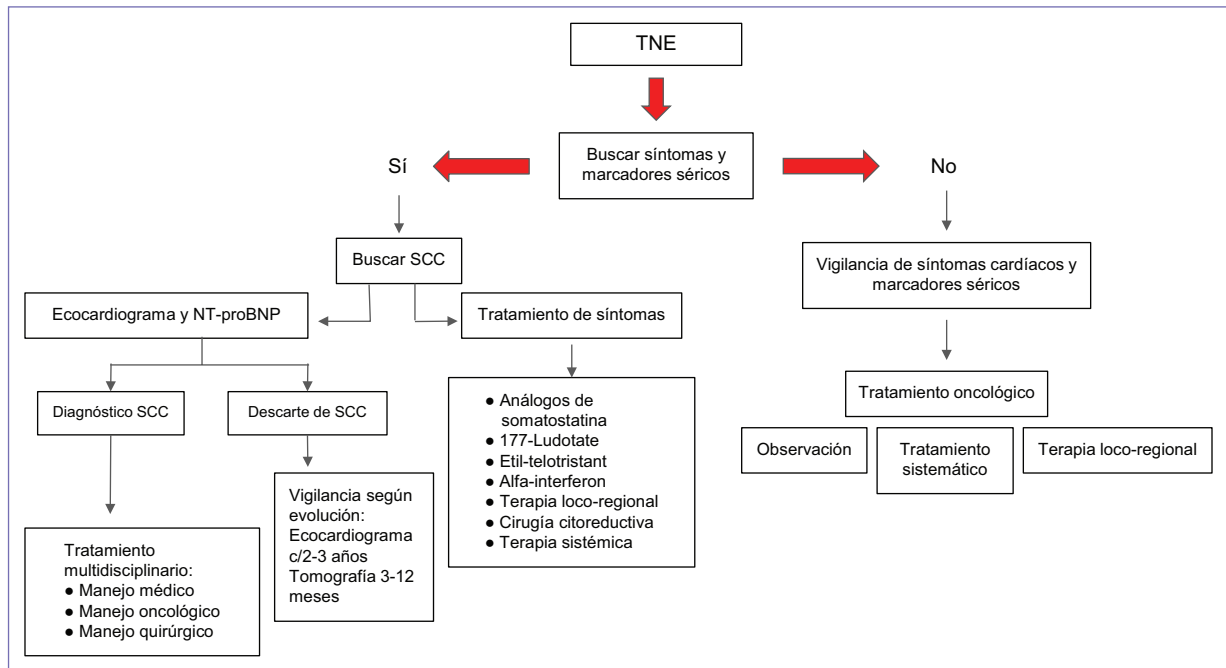 TNE
Buscar síntomas y
marcadores séricos
Sí
No
Buscar SCC
Vigilancia de síntomas cardíacos y
marcadores séricos
Ecocardiograma y NT-proBNP
Tratamiento de síntomas
Tratamiento oncológico
Diagnóstico SCC
Descarte de SCC
● Análogos de
somatostatina
● 177-Ludotate
● Etil-telotristant
● Alfa-interferon
● Terapia loco-regional
● Cirugía citoreductiva
● Terapia sistémica
Observación
Tratamiento
sistemático
Terapia loco-regional
Vigilancia según
evolución:
Ecocardiograma
c/2-3 años
Tomografía 3-12
meses
Tratamiento
multidisciplinario:
● Manejo médico
● Manejo oncológico
● Manejo quirúrgico